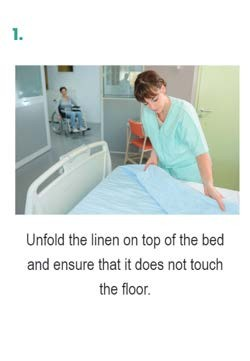 1.
Unfold the linen on top of the bed
and ensure that it does not touch
the floor.